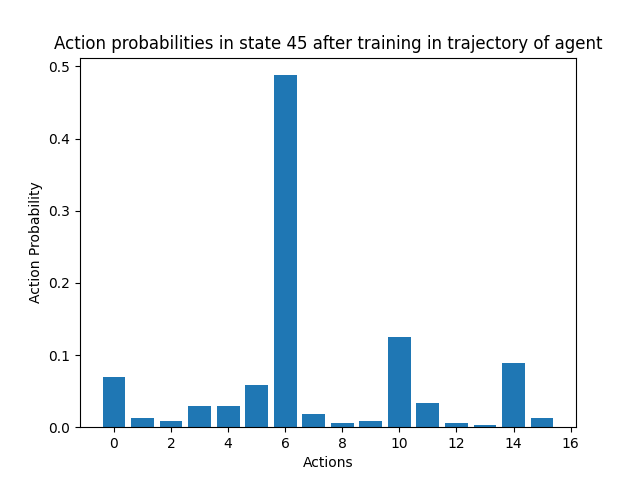 Action probabilities in state 45 after training in trajectory of agent
0.5
0.4
0.3
0.2
0.1
0.0
Action Probability
0 2 4 6 8 10 12 14 16
Actions